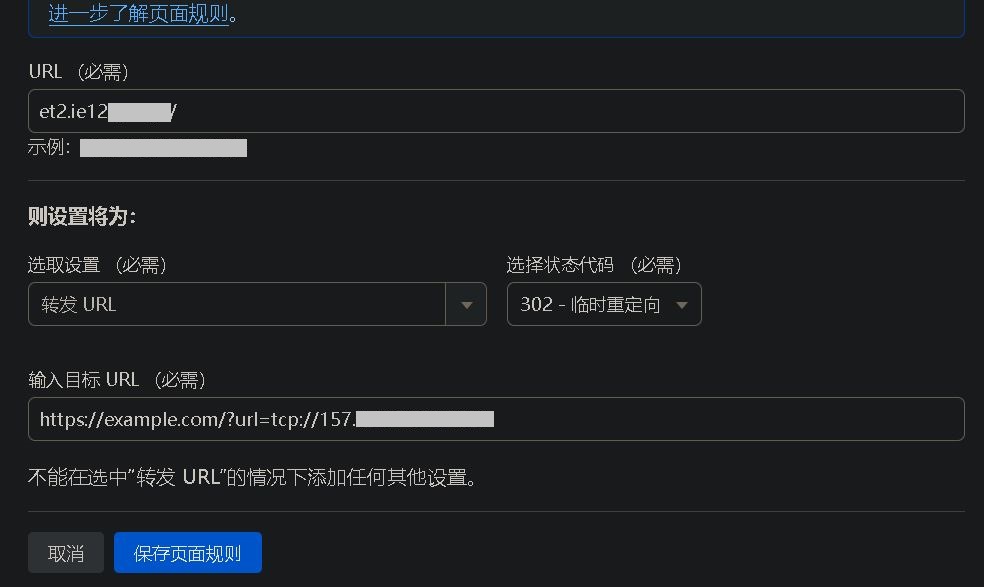 进一步了解页面规则。
URL （必需）
et2.ie12 /
示例：
则设置将为：
选取设置 （必需） 选择状态代码 （必需）
转发 URL 302 - 临时重定向
输入目标 URL （必需）
https://example.com/?url=tcp://157.
不能在选中”转发 URL”的情况下添加任何其他设置。
取消 保存页面规则